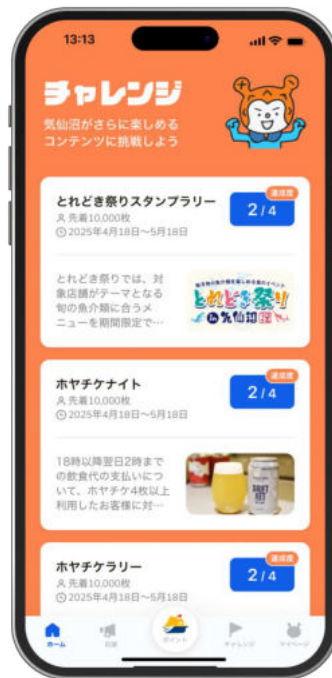 13:13
チャレンジ
気仙沼がさらに楽しめる
コンテンツに挑戦しよう
とれどき祭りスタンプラリー
先着10,000枚
2025年4月18日〜5月18日
達成度
2/4
とれどき祭りでは、対
象店舗がテーマとなる
旬の魚介類に合うメ
ニューを期間限定で…
とれどき祭り
in 気仙沼
ホヤチケナイト
先着10,000枚
2025年4月18日〜5月18日
達成度
2/4
18時以降翌日2時まで
の飲食代の支払いにつ
いて、ホヤチケ4枚以上
利用したお客様に対…
ホヤチケラリー
先着10,000枚
2025年4月18日〜5月18日
達成度
2/4
ホーム
ポイント
チャレンジ
マイページ